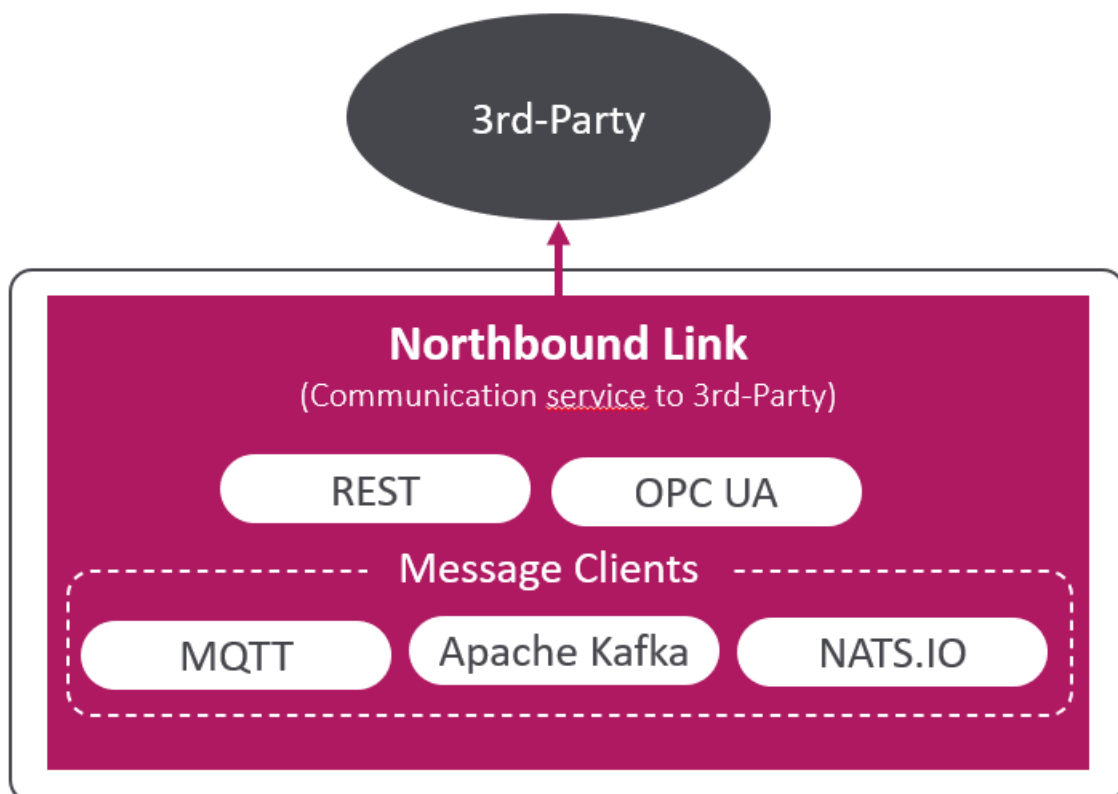 3rd-Party
Northbound Link
(Communication service to 3rd-Party)
REST
OPC UA
Message Clients
MQTT
Apache Kafka
NATS.IO